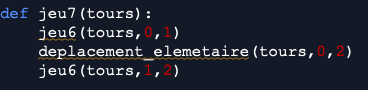 def jeu7(tours):
    jeu6(tours,0,1)
    deplacement_elemetaire(tours,0,2)
    jeu6(tours,1,2)